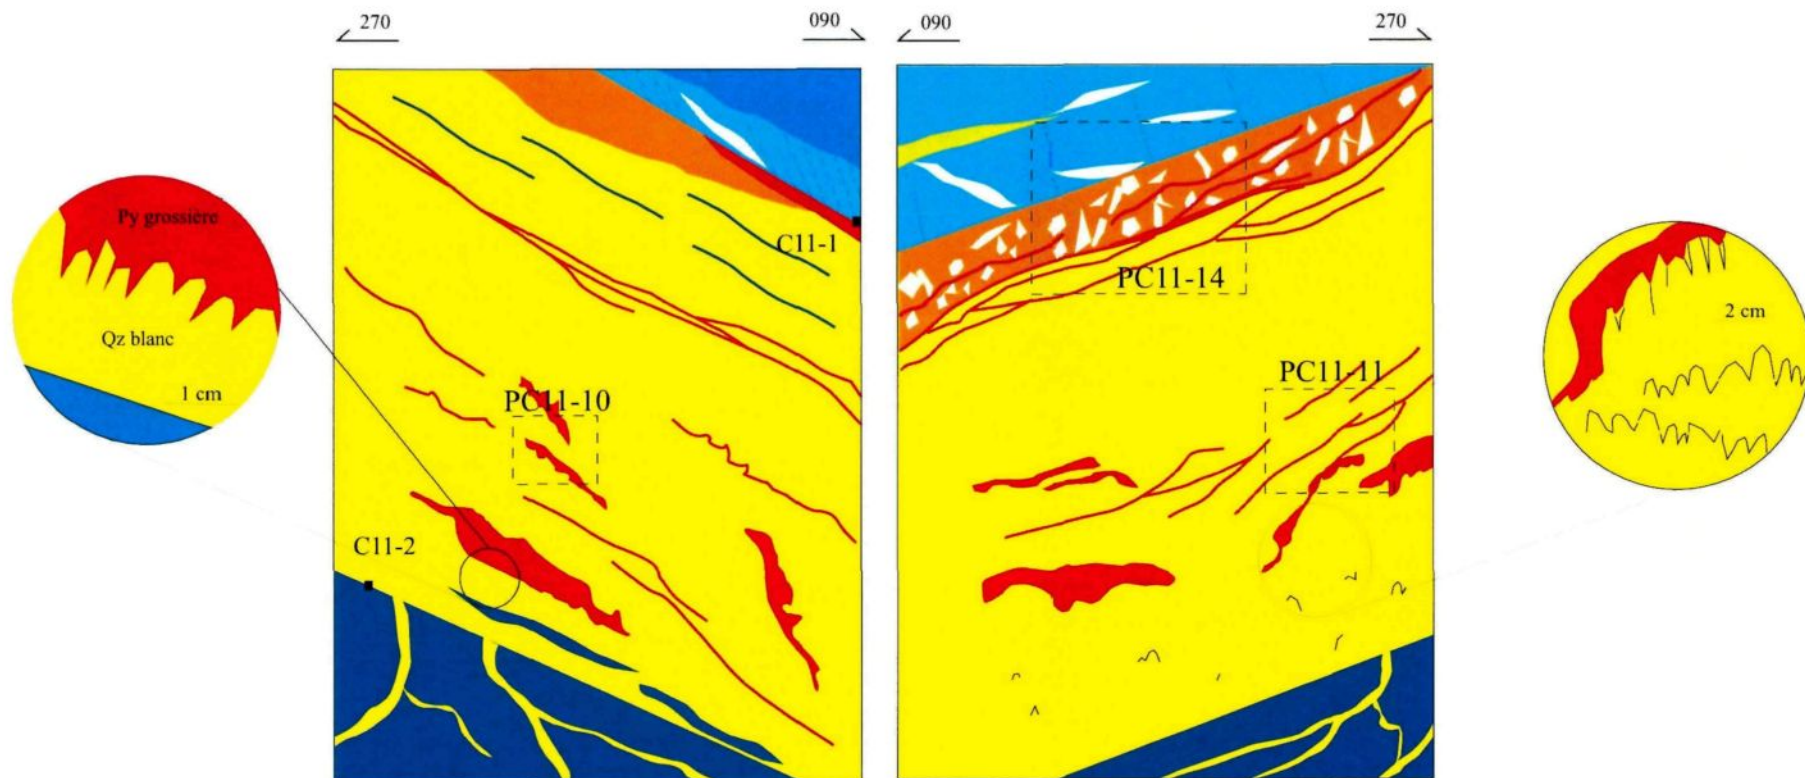 270
090
090
270
Py grossière
Qz blanc
1 cm
C11-1
PC11-10
C11-2
PC11-14
PC11-11
2 cm